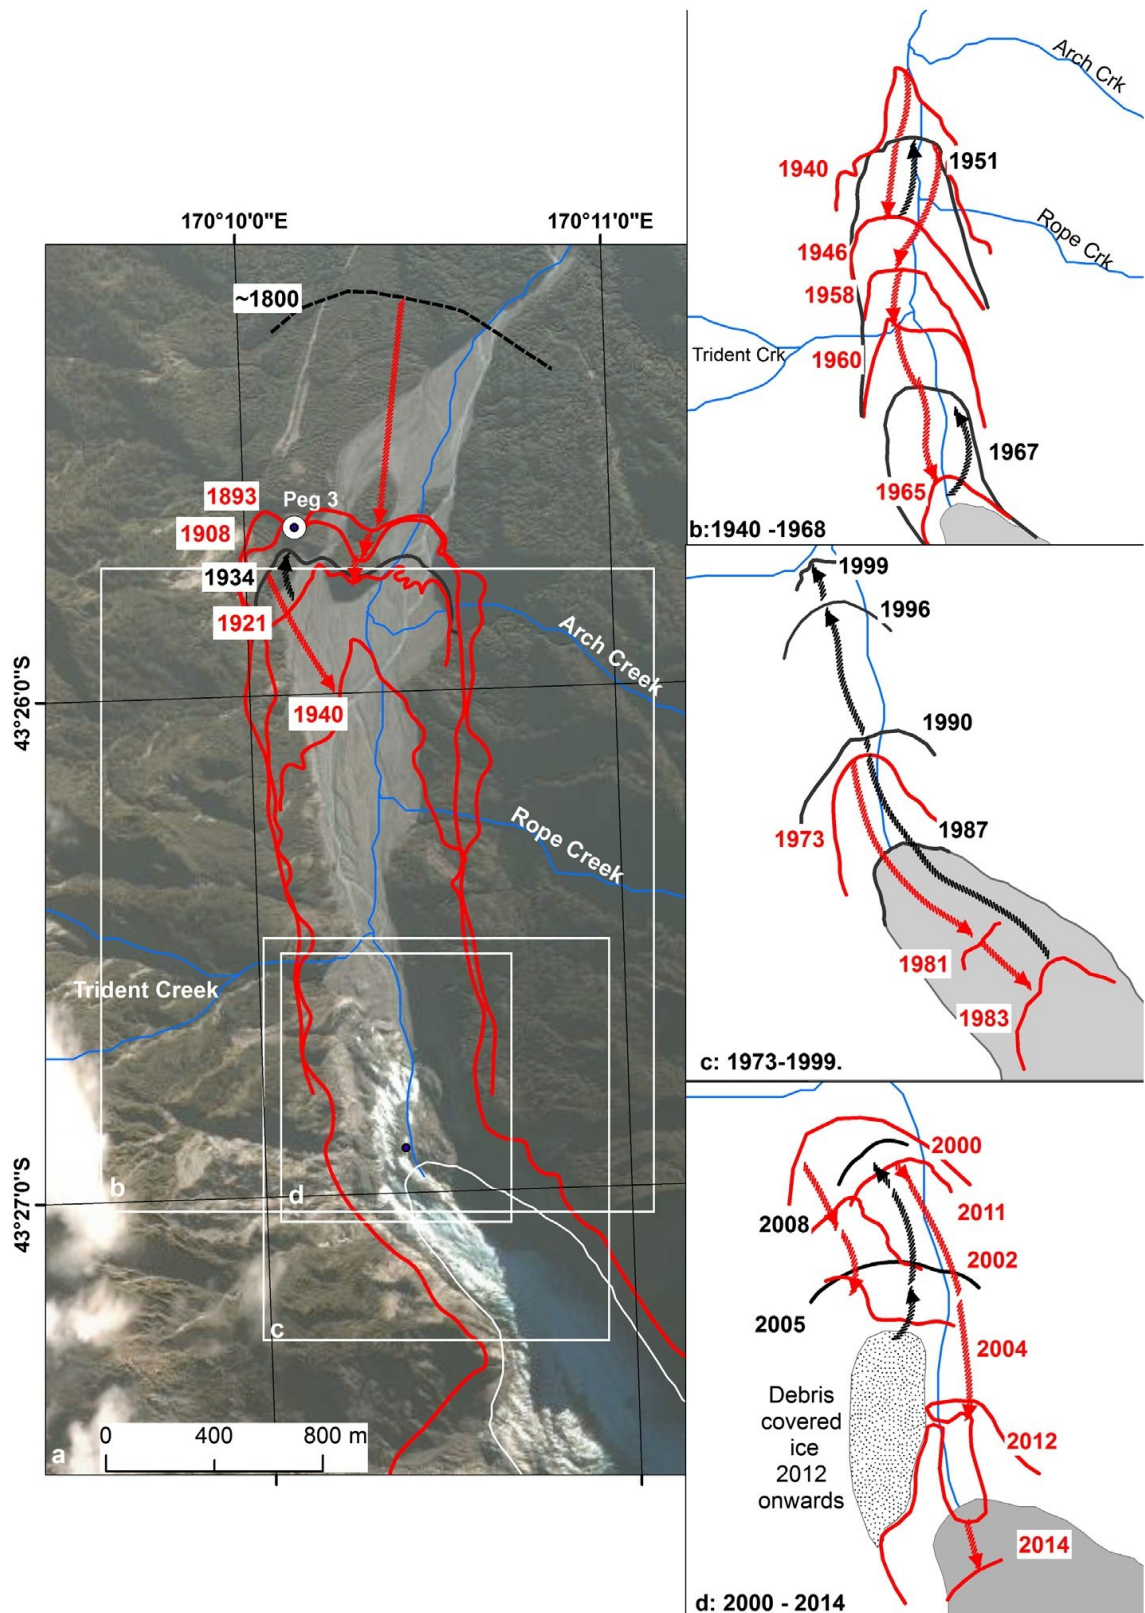 170°10'0"E
170°11'0"E
~1800
1893
Peg 3
1908
1934
1921
Arch Creek
43°26'0"S
1940
Rope Creek
Trident Creek
b
d
43°27'0"S
c
0 400 800 m
a
Arch Crk
1940
1951
Rope Crk
1946
1958
Trident Crk
1960
1967
1965
b:1940 -1968
1999
1996
1990
1987
1973
1981
1983
c: 1973-1999.
2000
2011
2008
2002
2005
2004
Debris
covered
ice
2012
onwards
2012
2014
d: 2000 - 2014